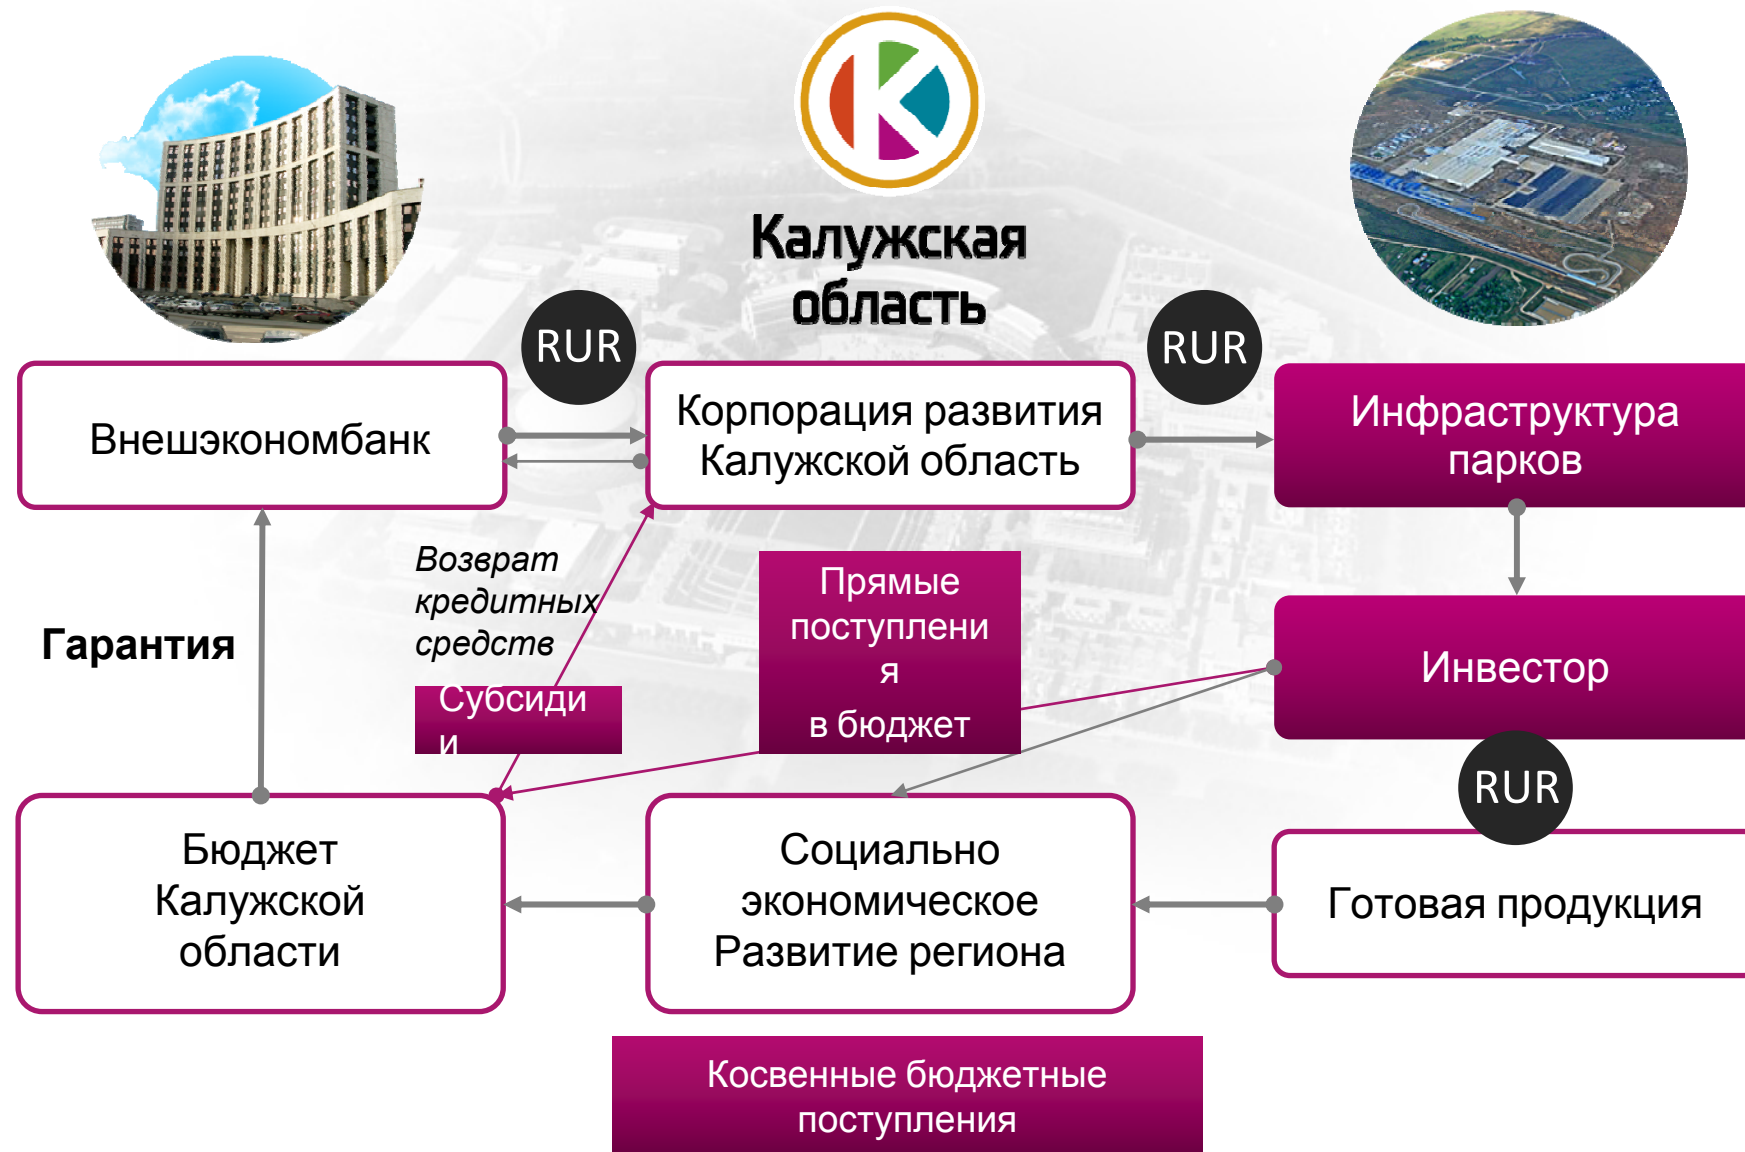 Калужская
область
RUR
RUR
Внешэкономбанк
Корпорация развития
Калужской область
Инфраструктура
парков
Возврат
кредитных
средств
Гарантия
Субсиди
и
Прямые
поступлени
я
в бюджет
Инвестор
RUR
Бюджет
Калужской
области
Социально
экономическое
Развитие региона
Готовая продукция
Косвенные бюджетные
поступления